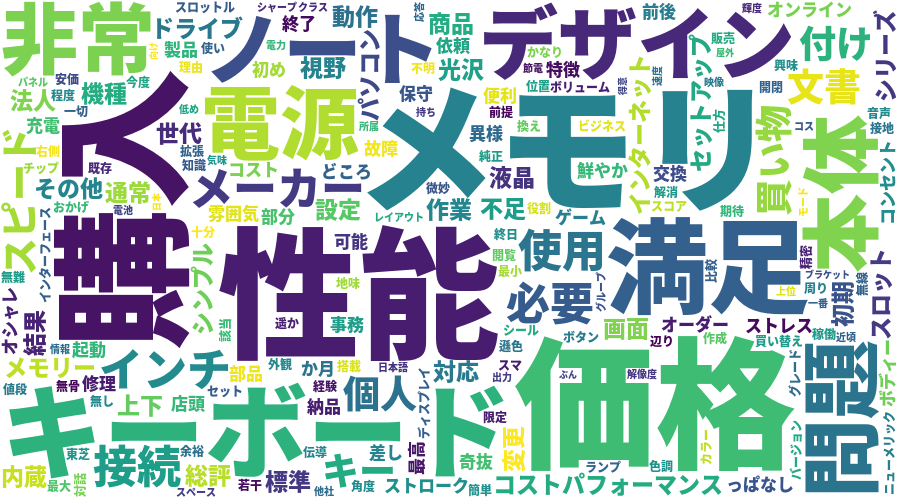 非常
スロットル
シャープクラス
応答
輝度
オンライン
ドライブ
終了
動作
商品
前後
ノート
デザイン
付け
シリーズ
製品
使い
電力
向け
依頼
かなり
販売
屋外
理由
初め
視野
パソコン
光沢
不明
節電
特徴
得意
速度
映像
興味
パネル
安価
今度
程度
法人
機種
一切
低め
保守
便利
位置
ボリューム
インターネット
セットアップ
開閉
文書
充電
電源
メモリ
持ち
前提
仕方
音声
コス
接地
スピード
右側
チップ
世代
拡張
知識
所属
異様
換え
ビジネス
買い物
本体
既存
気味
コスト
故障
純正
鮮やか
コンセント
購入
どころ
液晶
交換
解消
その他
通常
メーカー
微妙
モード
おかげ
電池
日本
雰囲気
部分
設定
レイアウト
作業
不足
役割
スコア
期待
インターフェース
十分
ゲーム
終日
性能
可能
使用
満足
精密
シンプル
閲覧
比較
無難
地味
最小
グループ
ブラケット
無線
周り
上位
スロット
オシャレ
結果
該当
遥か
事務
必要
シール
一番
初期
情報
起動
外観
逊色
ボタン
画面
オーダー
ストレス
稼働
近頃
メモリー
インチ
部品
搭載
日本語
スマ
出力
対応
辺り
作成
買い替え
価格
問題
値段
無骨
修理
セット
か月
経験
個人
ディスプレイ
ぶん
解像度
グレード
ボディー
無し
上下
店頭
納品
限定
キーボード
カラー
バージョン
ニューメリック
東芝
余裕
伝導
差し
最高
奇抜
変更
内蔵
最大
対話
接続
総評
キー
ランプ
色調
スペース
若干
標準
他社
角度
ストローク
簡単
コストパフォーマンス
っぱなし